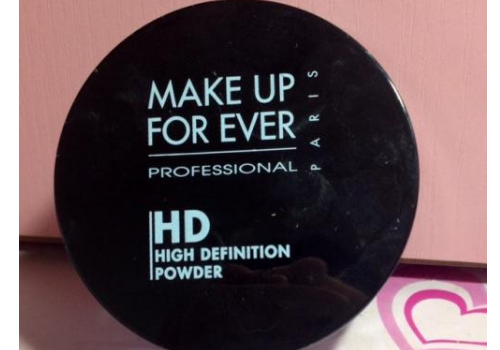 MAKE UP
FOR EVER
PARIS
PROFESSIONAL
HD
HIGH DEFINITION
POWDER